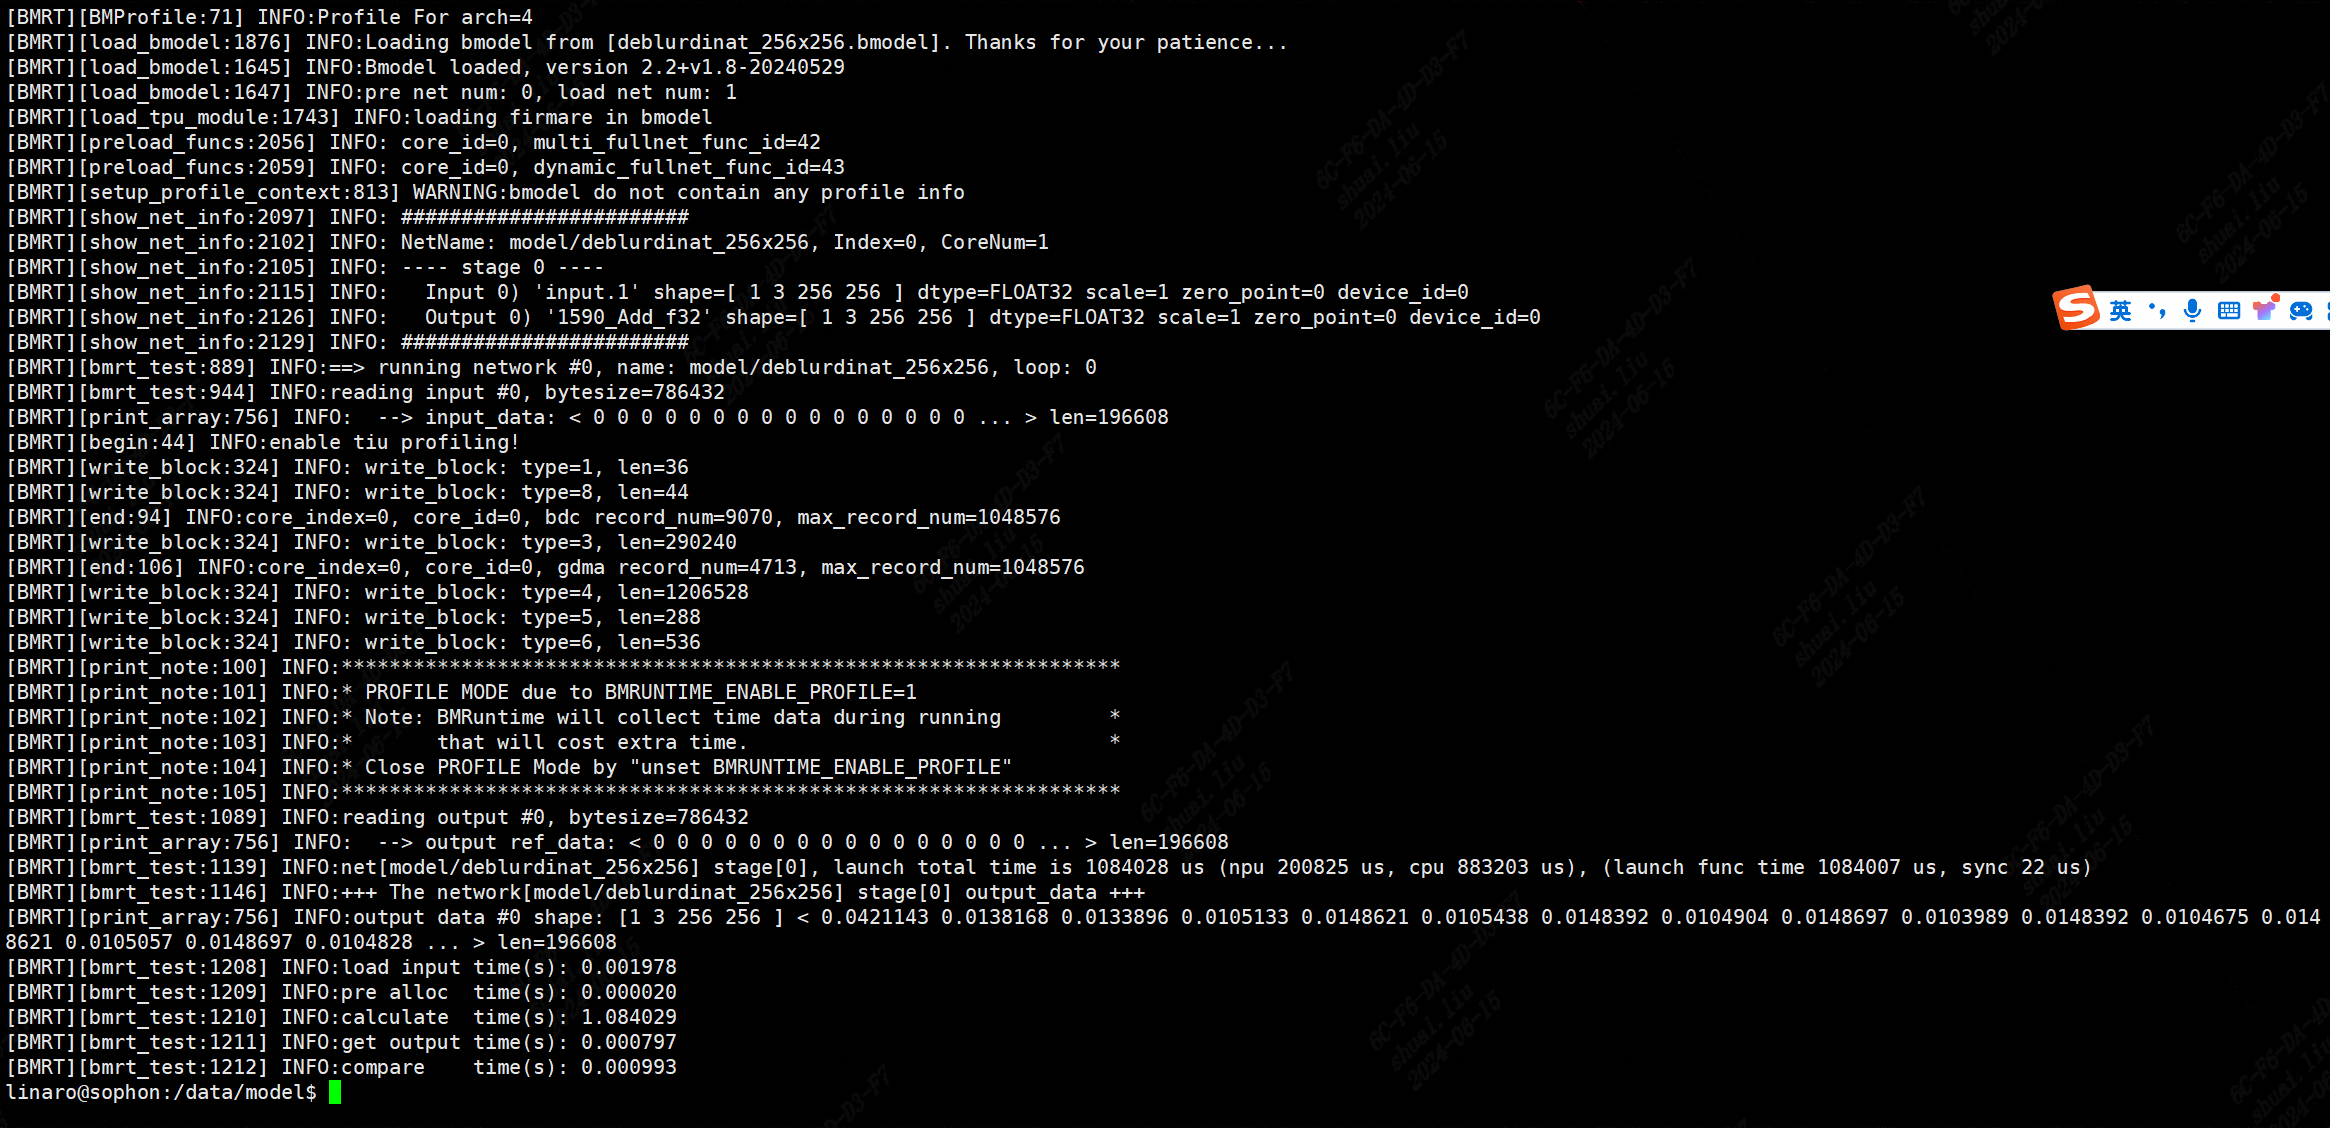 [BMRT][BMProfile:71] INFO:Profile For arch=4
[BMRT][load_bmodel:1876] INFO:Loading bmodel from [deblurdinat_256x256.bmodel]. Thanks for your patience...
[BMRT][load_bmodel:1645] INFO:Bmodel loaded, version 2.2+v1.8-20240529
[BMRT][load_bmodel:1647] INFO:pre net num: 0, load net num: 1
[BMRT][load_tpu_module:1743] INFO:loading firmare in bmodel
[BMRT][preload_funcs:2056] INFO: core_id=0, multi_fullnet_func_id=42
[BMRT][preload_funcs:2059] INFO: core_id=0, dynamic_fullnet_func_id=43
[BMRT][setup_profile_context:813] WARNING:bmodel do not contain any profile info
[BMRT][show_net_info:2097] INFO: ########################
[BMRT][show_net_info:2102] INFO: NetName: model/deblurdinat_256x256, Index=0, CoreNum=1
[BMRT][show_net_info:2105] INFO: ---- stage 0 ----
[BMRT][show_net_info:2115] INFO:   Input 0) 'input.1' shape=[ 1 3 256 256 ] dtype=FLOAT32 scale=1 zero_point=0 device_id=0
[BMRT][show_net_info:2126] INFO:   Output 0) '1590_Add_f32' shape=[ 1 3 256 256 ] dtype=FLOAT32 scale=1 zero_point=0 device_id=0
[BMRT][show_net_info:2129] INFO: ########################
[BMRT][bmrt_test:889] INFO:==> running network #0, name: model/deblurdinat_256x256, loop: 0
[BMRT][bmrt_test:944] INFO:reading input #0, bytesize=786432
[BMRT][print_array:756] INFO:  --> input_data: < 0 0 0 0 0 0 0 0 0 0 0 0 0 0 0 0 ... > len=196608
[BMRT][begin:44] INFO:enable tiu profiling!
[BMRT][write_block:324] INFO: write_block: type=1, len=36
[BMRT][write_block:324] INFO: write_block: type=8, len=44
[BMRT][end:94] INFO:core_index=0, core_id=0, bdc record_num=9070, max_record_num=1048576
[BMRT][write_block:324] INFO: write_block: type=3, len=290240
[BMRT][end:106] INFO:core_index=0, core_id=0, gdma record_num=4713, max_record_num=1048576
[BMRT][write_block:324] INFO: write_block: type=4, len=1206528
[BMRT][write_block:324] INFO: write_block: type=5, len=288
[BMRT][write_block:324] INFO: write_block: type=6, len=536
[BMRT][print_note:100] INFO:*****************************************************************
[BMRT][print_note:101] INFO:* PROFILE MODE due to BMRUNTIME_ENABLE_PROFILE=1
[BMRT][print_note:102] INFO:* Note: BMRuntime will collect time data during running         *
[BMRT][print_note:103] INFO:*       that will cost extra time.                              *
[BMRT][print_note:104] INFO:* Close PROFILE Mode by "unset BMRUNTIME_ENABLE_PROFILE"
[BMRT][print_note:105] INFO:*****************************************************************
[BMRT][bmrt_test:1089] INFO:reading output #0, bytesize=786432
[BMRT][print_array:756] INFO:  --> output ref_data: < 0 0 0 0 0 0 0 0 0 0 0 0 0 0 0 0 ... > len=196608
[BMRT][bmrt_test:1139] INFO:net[model/deblurdinat_256x256] stage[0], launch total time is 1084028 us (npu 200825 us, cpu 883203 us), (launch func time 1084007 us, sync 22 us)
[BMRT][bmrt_test:1146] INFO:+++ The network[model/deblurdinat_256x256] stage[0] output_data +++
[BMRT][print_array:756] INFO:output data #0 shape: [1 3 256 256 ] < 0.0421143 0.0138168 0.0133896 0.0105133 0.0148621 0.0105438 0.0148392 0.0104904 0.0148697 0.0103989 0.0148392 0.0104675 0.014
8621 0.0105057 0.0148697 0.0104828 ... > len=196608
[BMRT][bmrt_test:1208] INFO:load input time(s): 0.001978
[BMRT][bmrt_test:1209] INFO:pre alloc  time(s): 0.000020
[BMRT][bmrt_test:1210] INFO:calculate  time(s): 1.084029
[BMRT][bmrt_test:1211] INFO:get output time(s): 0.000797
[BMRT][bmrt_test:1212] INFO:compare    time(s): 0.000993
linaro@sophon:/data/model$
英
6C-F6-DA-4D-D3-F7
shuai.liu
2024-06-15